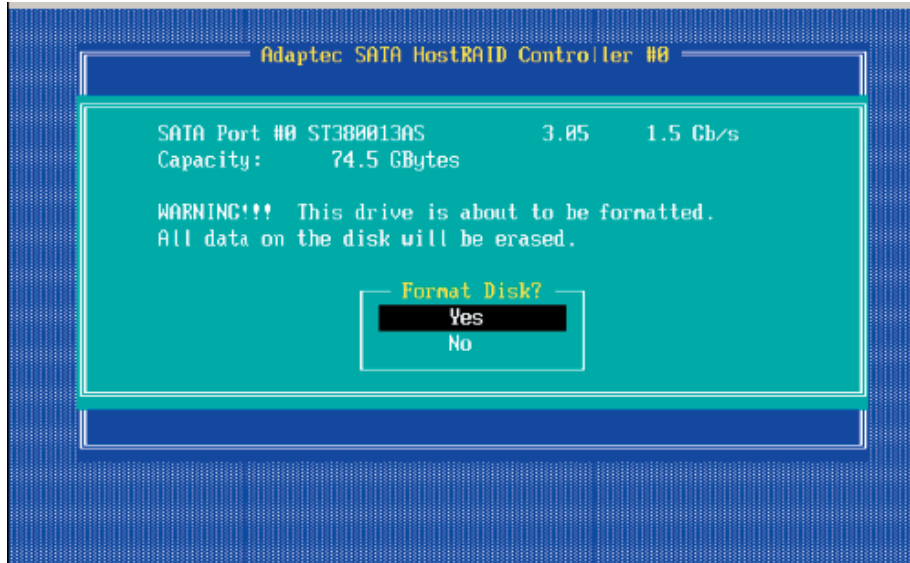 Adaptec SATA HostRAID Controller #0
SATA Port #0 ST380013AS 3.05 1.5 Gb/s
Capacity: 74.5 GBytes
WARNING!!! This drive is about to be formatted.
All data on the disk will be erased.
Format Disk?
Yes
No